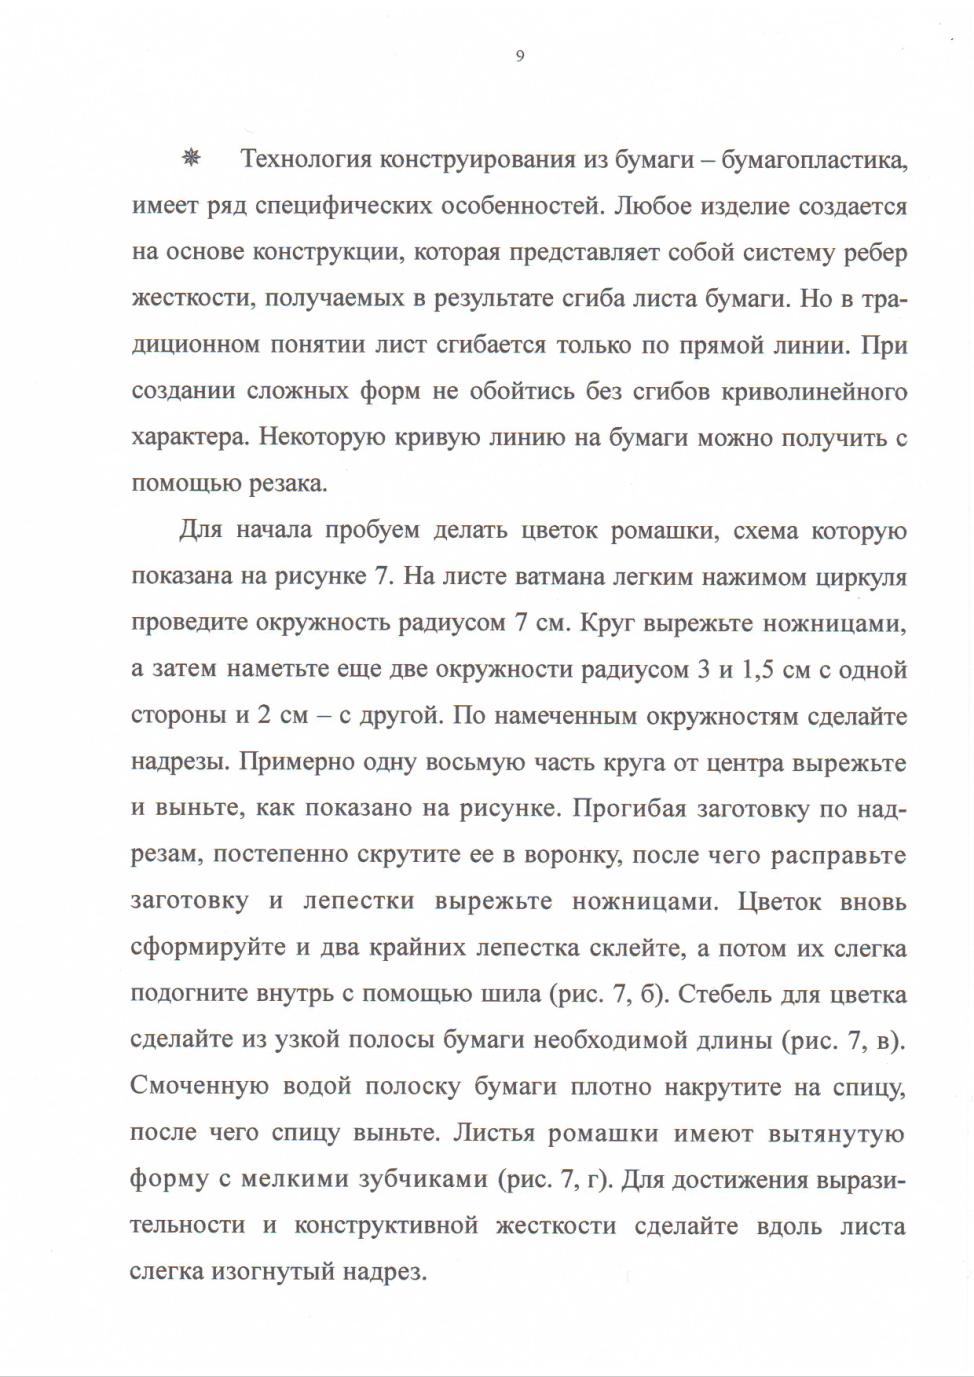 9
✵ Технология конструирования из бумаги – бумагопластика,
имеет ряд специфических особенностей. Любое изделие создается
на основе конструкции, которая представляет собой систему ребер
жесткости, получаемых в результате сгиба листа бумаги. Но в тра-
диционном понятии лист сгибается только по прямой линии. При
создании сложных форм не обойтись без сгибов криволинейного
характера. Некоторую кривую линию на бумаги можно получить с
помощью резака.
Для начала пробуем делать цветок ромашки, схема которую
показана на рисунке 7. На листе ватмана легким нажимом циркуля
проведите окружность радиусом 7 см. Круг вырежьте ножницами,
а затем наметьте еще две окружности радиусом 3 и 1,5 см с одной
стороны и 2 см – с другой. По намеченным окружностям сделайте
надрезы. Примерно одну восьмую часть круга от центра вырежьте
и выньте, как показано на рисунке. Прогибая заготовку по над-
резам, постепенно скрутите ее в воронку, после чего расправьте
заготовку и лепестки вырежьте ножницами. Цветок вновь
сформируйте и два крайних лепестка склейте, а потом их слегка
подогните внутрь с помощью шила (рис. 7, б). Стебель для цветка
сделайте из узкой полосы бумаги необходимой длины (рис. 7, в).
Смоченную водой полоску бумаги плотно накрутите на спицу,
после чего спицу выньте. Листья ромашки имеют вытянутую
форму с мелкими зубчиками (рис. 7, г). Для достижения вырази-
тельности и конструктивной жесткости сделайте вдоль листа
слегка изогнутый надрез.